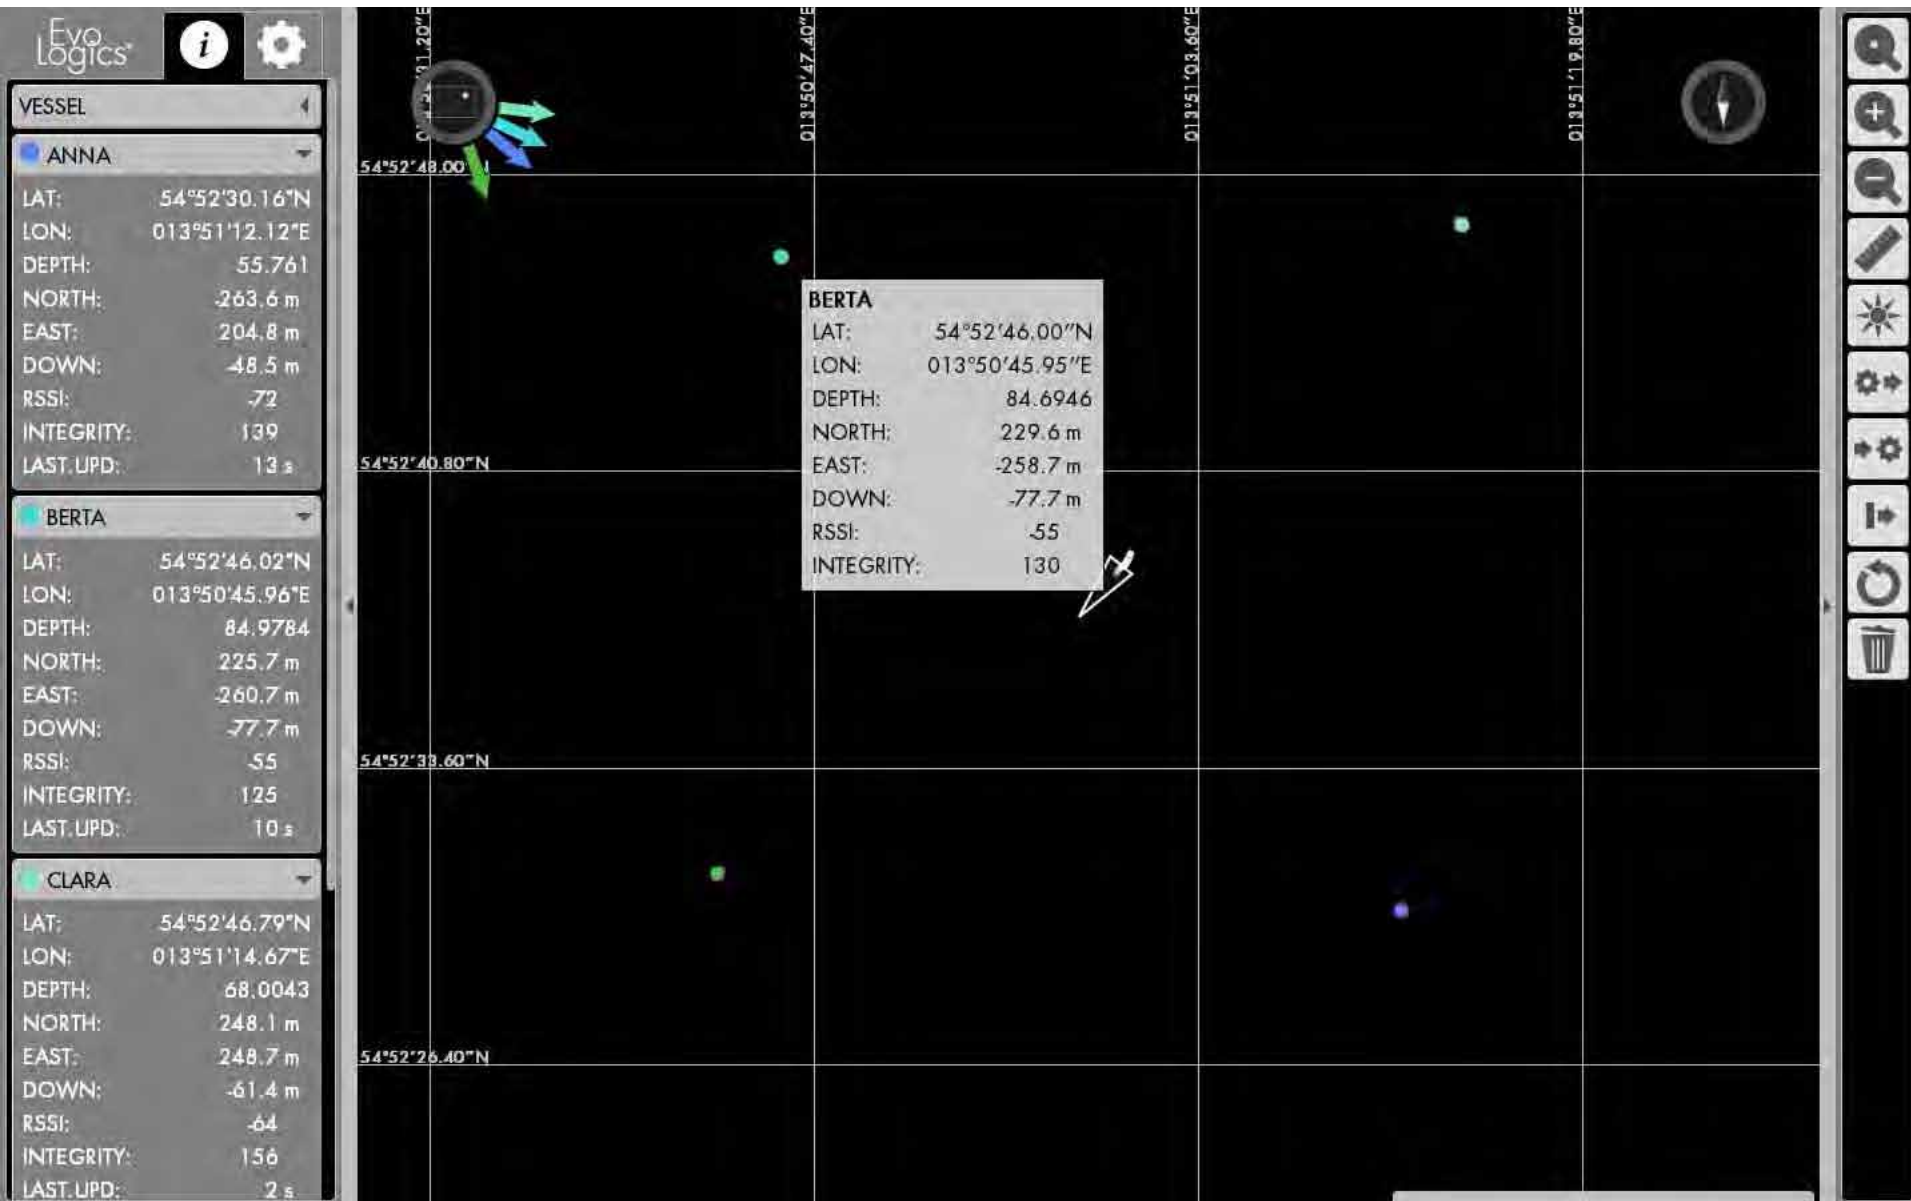 Evo
Logics
VESSEL
ANNA
LAT: 54°52'30.16"N
LON: 013°51'12.12"E
DEPTH: 55.761
NORTH: -263.6 m
EAST: 204.8 m
DOWN: -48.5 m
RSSI: -72
INTEGRITY: 139
LAST.UPD: 13 s
BERTA
LAT: 54°52'46.02"N
LON: 013°50'45.96"E
DEPTH: 84.9784
NORTH: 225.7 m
EAST: -260.7 m
DOWN: -77.7 m
RSSI: -55
INTEGRITY: 125
LAST.UPD: 10 s
CLARA
LAT: 54°52'46.79"N
LON: 013°51'14.67"E
DEPTH: 68.0043
NORTH: 248.1 m
EAST: 248.7 m
DOWN: -61.4 m
RSSI: -64
INTEGRITY: 156
LAST.UPD: 2 s
013°50'47.40"E
013°51'03.60"E
013°51'19.80"E
54°52'48.00"N
54°52'40.80"N
54°52'33.60"N
54°52'26.40"N
BERTA
LAT: 54°52'46.00"N
LON: 013°50'45.95"E
DEPTH: 84.6946
NORTH: 229.6 m
EAST: -258.7 m
DOWN: -77.7 m
RSSI: -55
INTEGRITY: 130